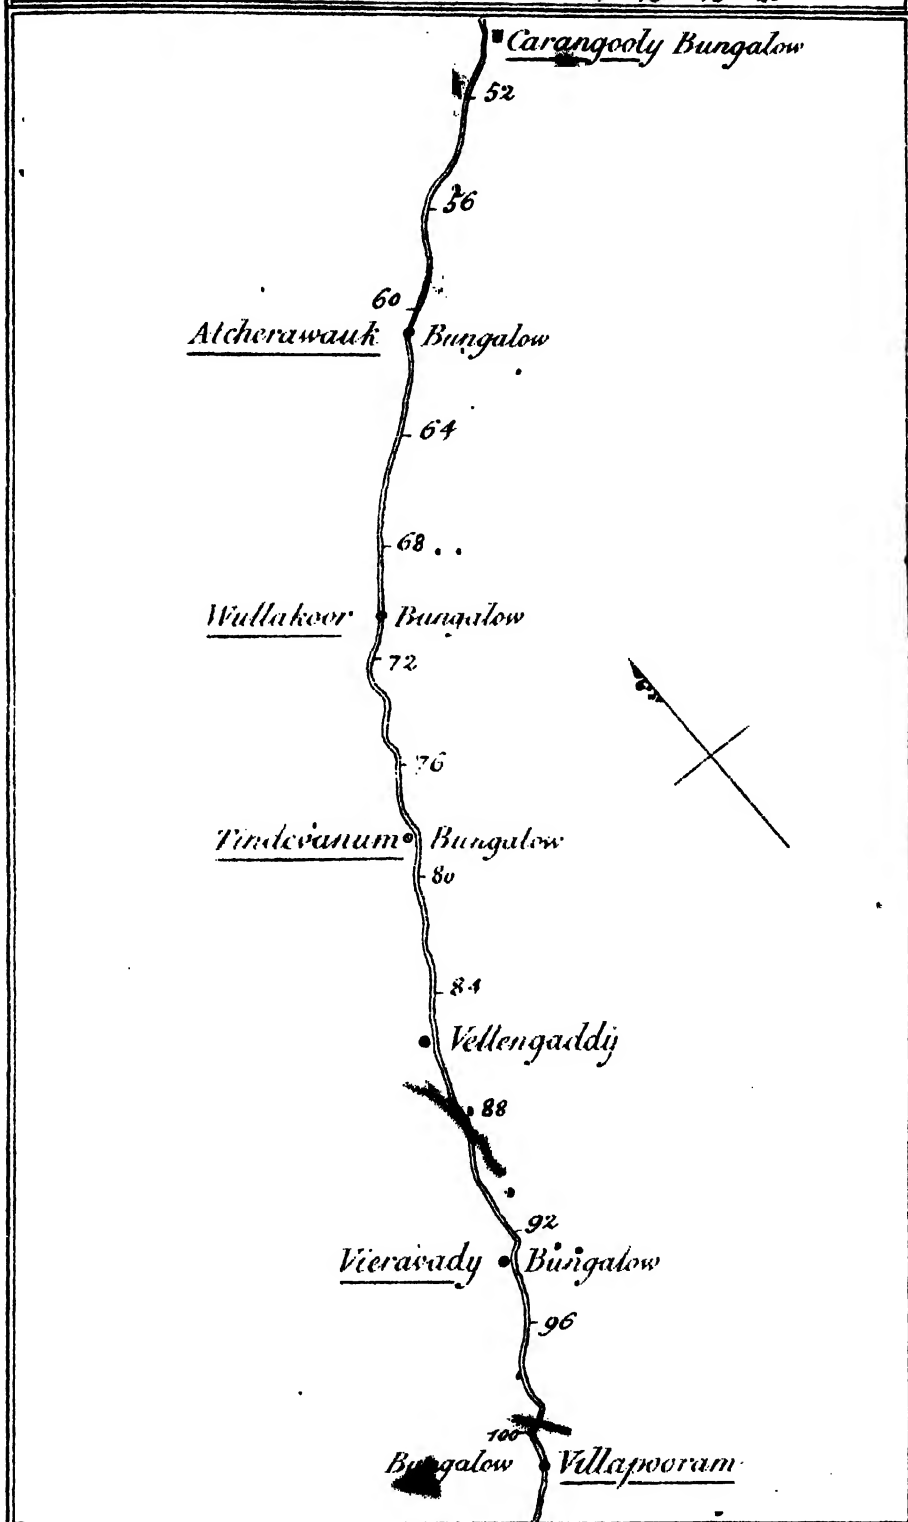 Carangooly Bungalow
52
56
60
Atcherawauk Bungalow
64
68
Wullakoor Bungalow
72
76
Tindevanum Bungalow
80
84
Vellengaddy
88
92
Vieravady Bungalow
96
100
Bungalow Villapooram